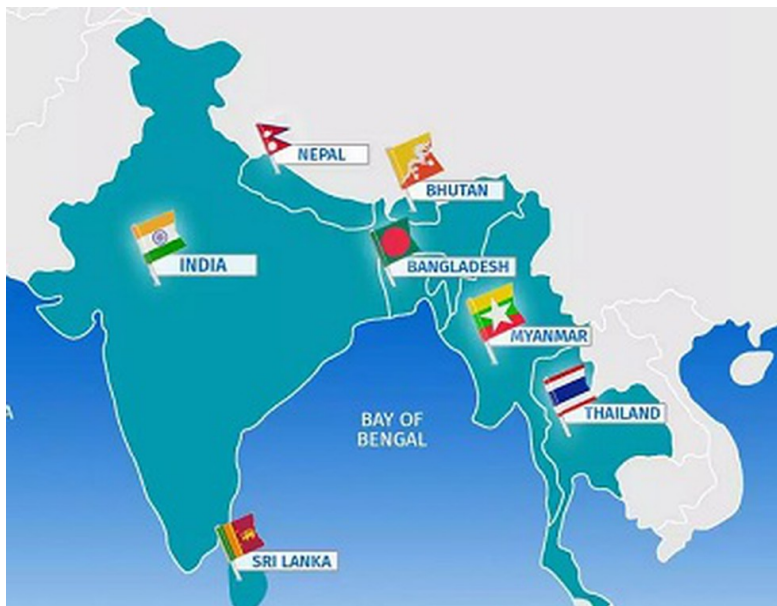 NEPAL
BHUTAN
INDIA
BANGLADESH
MYANMAR
THAILAND
BAY OF
BENGAL
SRI LANKA
A